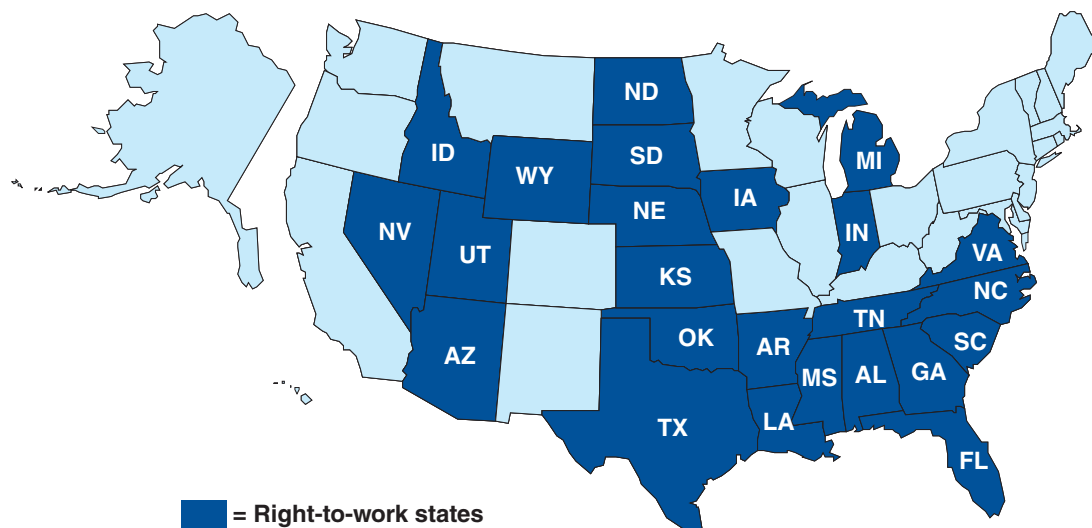 ND
ID
SD
MI
WY
IA
NE
NV
IN
VA
UT
KS
NC
TN
OK
AR
SC
AZ
MS
AL
GA
LA
TX
FL
= Right-to-work states